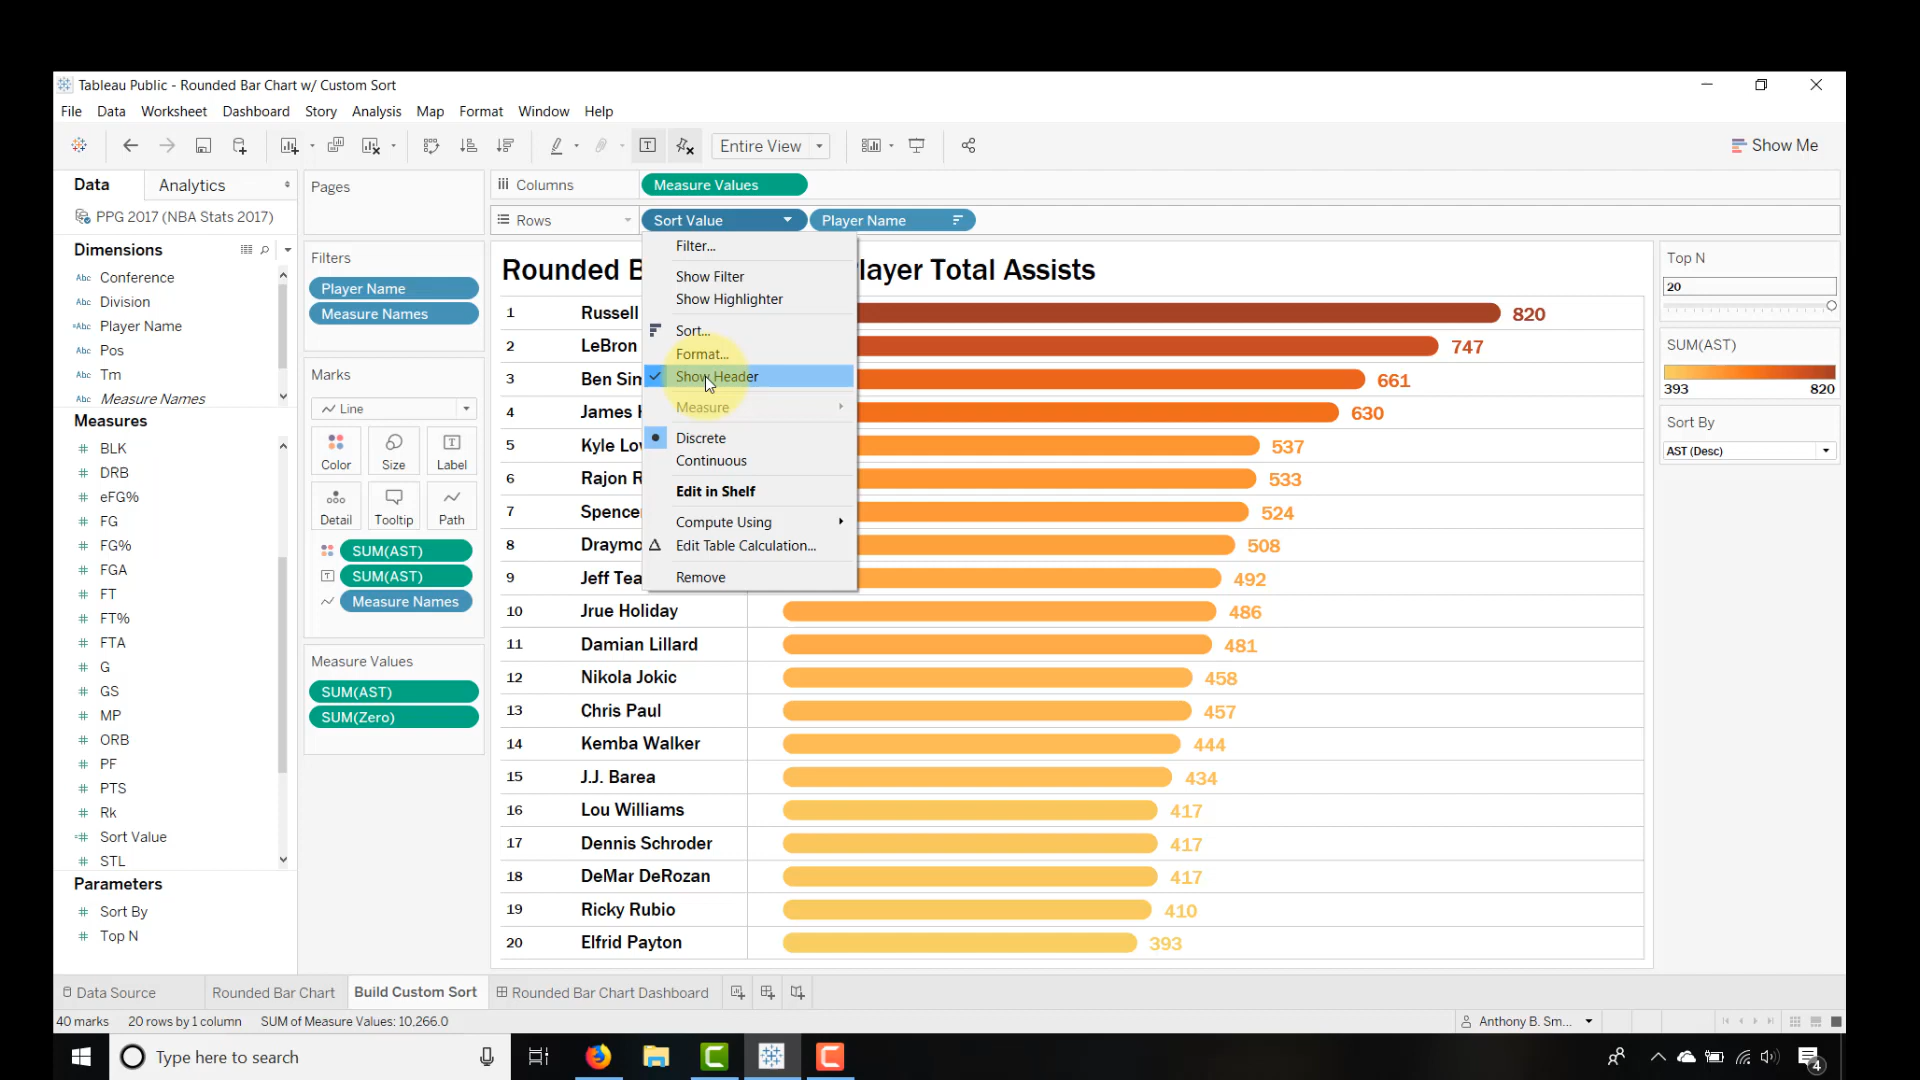 Tableau Public - Rounded Bar Chart w/ Custom Sort
File Data Worksheet Dashboard Story Analysis Map Format Window Help
Entire View
Show Me
Data Analytics
PPG 2017 (NBA Stats 2017)
Dimensions
Abc Conference
Abc Division
=Abc Player Name
Abc Pos
Abc Tm
Abc Measure Names
Measures
# BLK
# DRB
# eFG%
# FG
# FG%
# FGA
# FT
# FT%
# FTA
# G
# GS
# MP
# ORB
# PF
# PTS
# Rk
=# Sort Value
# STL
Parameters
# Sort By
# Top N
Pages
Filters
Player Name
Measure Names
Marks
Line
Color Size Label
Detail Tooltip Path
SUM(AST)
SUM(AST)
Measure Names
Measure Values
SUM(AST)
SUM(Zero)
Columns Measure Values
Rows Sort Value Player Name
Filter...
Show Filter
Show Highlighter
Sort...
Format...
Show Header
Measure
Discrete
Continuous
Edit in Shelf
Compute Using
Edit Table Calculation...
Remove
Rounded B layer Total Assists
1 Russell 820
2 LeBron 747
3 Ben Sim 661
4 James H 630
5 Kyle Lov 537
6 Rajon R 533
7 Spencer 524
8 Draymo 508
9 Jeff Tea 492
10 Jrue Holiday 486
11 Damian Lillard 481
12 Nikola Jokic 458
13 Chris Paul 457
14 Kemba Walker 444
15 J.J. Barea 434
16 Lou Williams 417
17 Dennis Schroder 417
18 DeMar DeRozan 417
19 Ricky Rubio 410
20 Elfrid Payton 393
Top N
20
SUM(AST)
393 820
Sort By
AST (Desc)
Data Source Rounded Bar Chart Build Custom Sort Rounded Bar Chart Dashboard
40 marks 20 rows by 1 column SUM of Measure Values: 10,266.0
Anthony B. Sm...
Type here to search
4